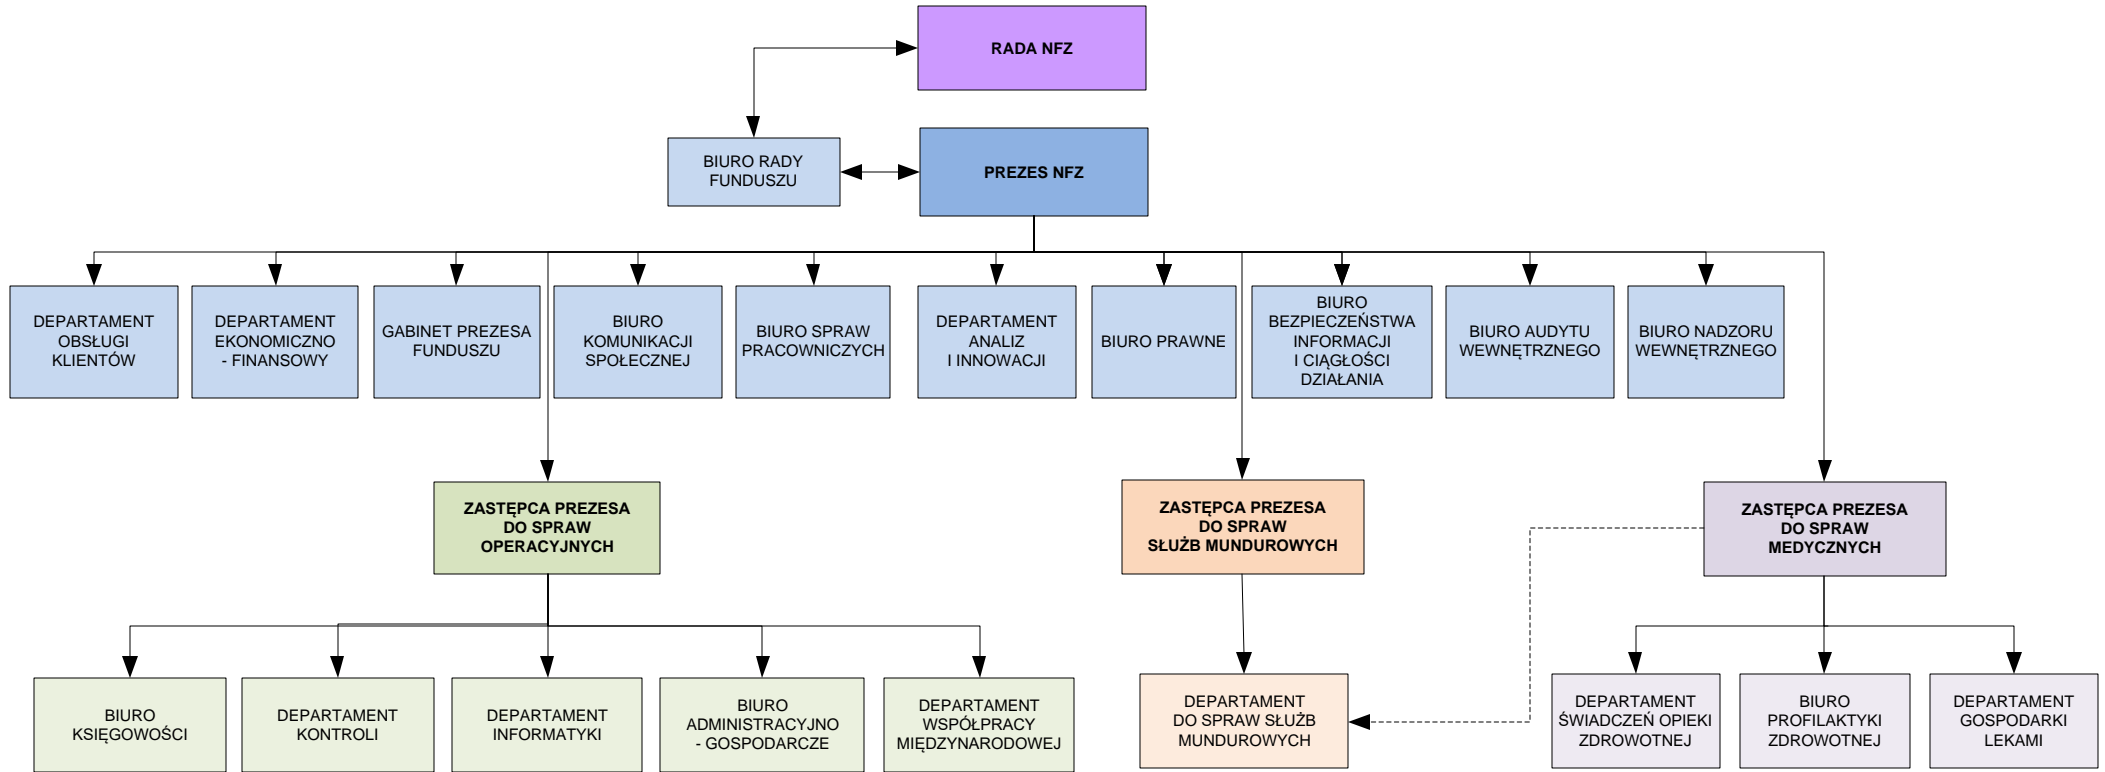 RADA NFZ
BIURO RADY
FUNDUSZU
PREZES NFZ
DEPARTAMENT
OBSŁUGI
KLIENTÓW
DEPARTAMENT
EKONOMICZNO
- FINANSOWY
GABINET PREZESA
FUNDUSZU
BIURO
KOMUNIKACJI
SPOŁECZNEJ
BIURO SPRAW
PRACOWNICZYCH
DEPARTAMENT
ANALIZ
I INNOWACJI
BIURO PRAWNE
BIURO
BEZPIECZEŃSTWA
INFORMACJI
I CIĄGŁOŚCI
DZIAŁANIA
BIURO AUDYTU
WEWNĘTRZNEGO
BIURO NADZORU
WEWNĘTRZNEGO
ZASTĘPCA PREZESA
DO SPRAW
OPERACYJNYCH
ZASTĘPCA PREZESA
DO SPRAW
SŁUŻB MUNDUROWYCH
ZASTĘPCA PREZESA
DO SPRAW
MEDYCZNYCH
BIURO
KSIĘGOWOŚCI
DEPARTAMENT
KONTROLI
DEPARTAMENT
INFORMATYKI
BIURO
ADMINISTRACYJNO
- GOSPODARCZE
DEPARTAMENT
WSPÓŁPRACY
MIĘDZYNARODOWEJ
DEPARTAMENT
DO SPRAW SŁUŻB
MUNDUROWYCH
DEPARTAMENT
ŚWIADCZEŃ OPIEKI
ZDROWOTNEJ
BIURO
PROFILAKTYKI
ZDROWOTNEJ
DEPARTAMENT
GOSPODARKI
LEKAMI